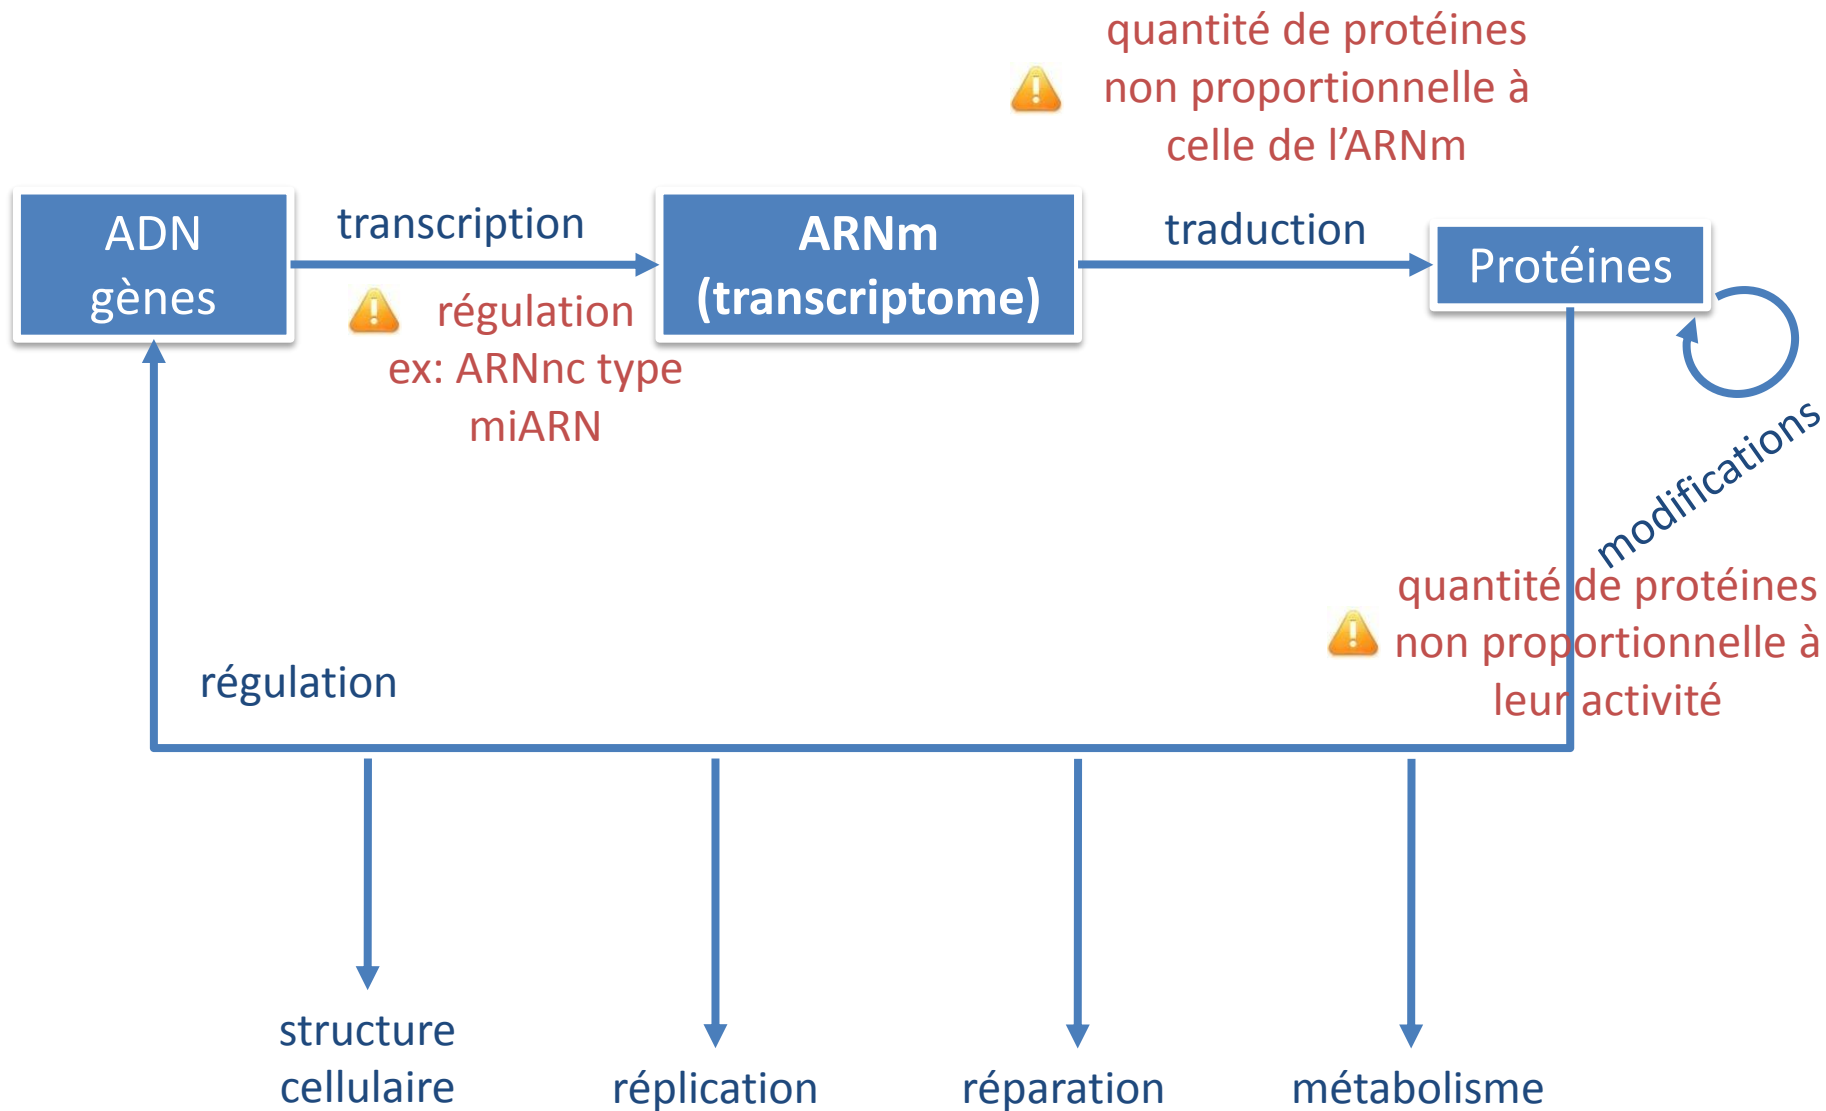 quantité de protéines
non proportionnelle à
celle de l’ARNm
ADN
gènes
transcription
régulation
ex: ARNnc type
miARN
ARNm
(transcriptome)
traduction
Protéines
modifications
quantité de protéines
non proportionnelle à
leur activité
régulation
structure
cellulaire
réplication
réparation
métabolisme